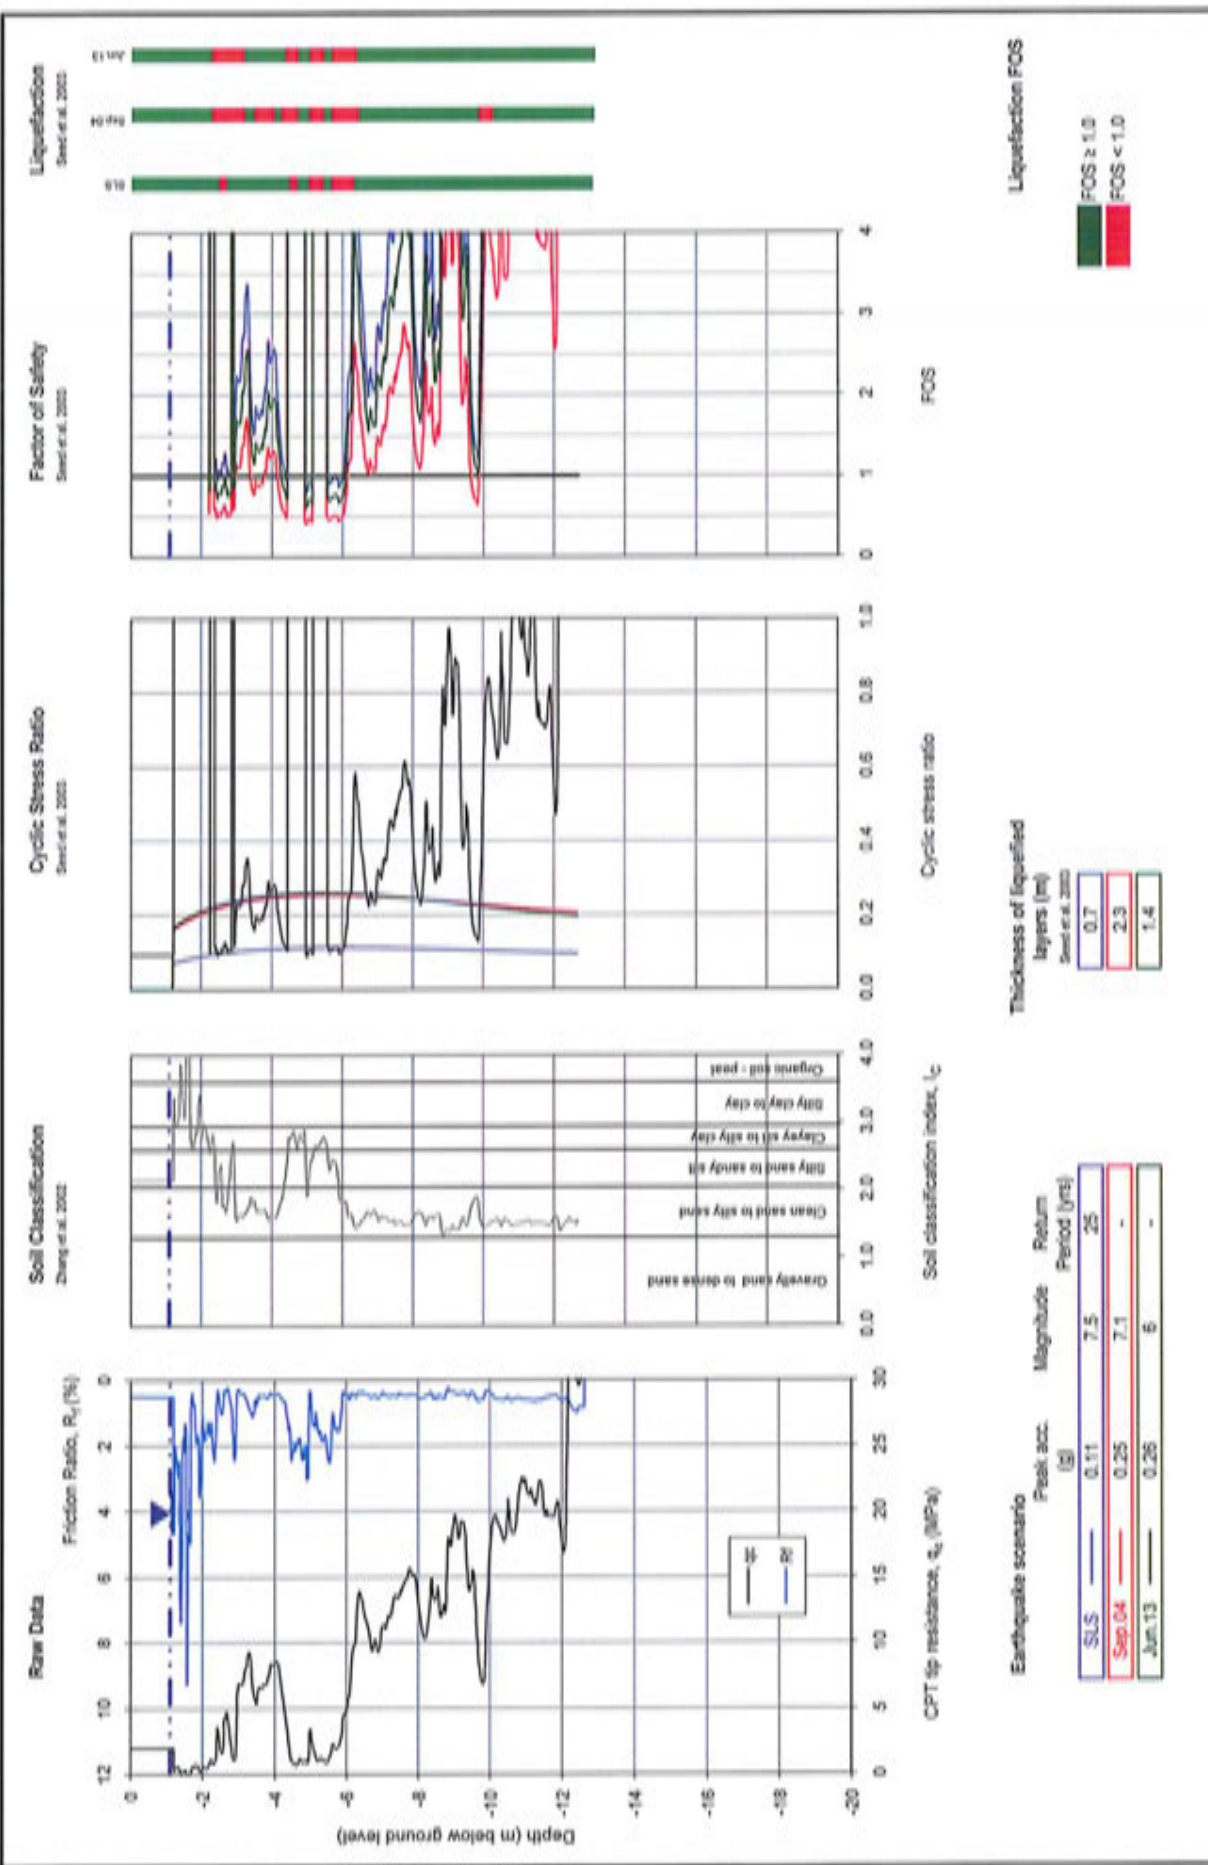 Raw Data
Friction Ratio, Rf (%)
0
2
4
6
8
10
12
0
-2
-4
-6
-8
-10
-12
-14
-16
-18
-20
Depth (m below ground level)
Rf
0
5
10
15
20
25
30
CPT tip resistance, qc (MPa)
Soil Classification
Zhang et al. 2002
Gravelly sand to dense sand
Clean sand to silty sand
Silty sand to sandy silt
Clayey silt to silty clay
Silty clay to clay
Organic soil - peat
0.0
1.0
2.0
3.0
4.0
Soil classification index, IC
Cyclic Stress Ratio
Seed et al. 2003
0.0
0.2
0.4
0.6
0.8
1.0
Cyclic stress ratio
Factor of Safety
Seed et al. 2003
0
1
2
3
4
FOS
Liquefaction
Seed et al. 2003
SLS
Sep.04
Jun.13
Earthquake scenario
Peak acc. (g)
Magnitude
Return Period (yrs)
SLS 0.11 7.5 25
Sep.04 0.25 7.1 -
Jun.13 0.26 6 -
Thickness of liquefied
layers (m)
Seed et al. 2003
0.7
2.3
1.4
Liquefaction FOS
FOS ≥ 1.0
FOS < 1.0